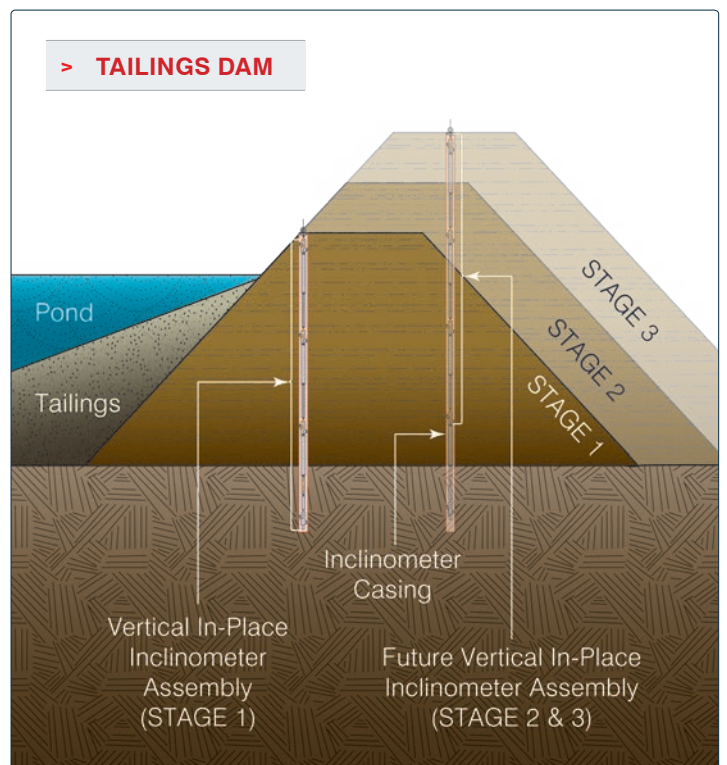 > TAILINGS DAM
Pond
Tailings
STAGE 3
STAGE 2
STAGE 1
Inclinometer
Casing
Vertical In-Place
Inclinometer
Assembly
(STAGE 1)
Future Vertical In-Place
Inclinometer Assembly
(STAGE 2 & 3)